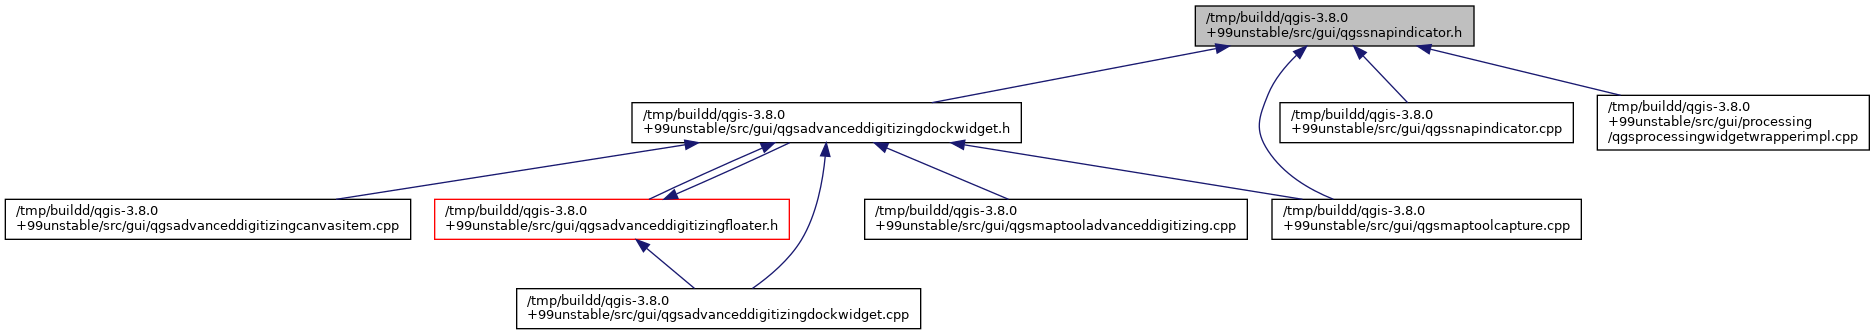 /tmp/buildd/qgis-3.8.0
+99unstable/src/gui/qgssnapindicator.h
/tmp/buildd/qgis-3.8.0
+99unstable/src/gui/qgsadvanceddigitizingdockwidget.h
/tmp/buildd/qgis-3.8.0
+99unstable/src/gui/qgssnapindicator.cpp
/tmp/buildd/qgis-3.8.0
+99unstable/src/gui/processing
/qgsprocessingwidgetwrapperimpl.cpp
/tmp/buildd/qgis-3.8.0
+99unstable/src/gui/qgsadvanceddigitizingcanvasitem.cpp
/tmp/buildd/qgis-3.8.0
+99unstable/src/gui/qgsadvanceddigitizingfloater.h
/tmp/buildd/qgis-3.8.0
+99unstable/src/gui/qgsmaptooladvanceddigitizing.cpp
/tmp/buildd/qgis-3.8.0
+99unstable/src/gui/qgsmaptoolcapture.cpp
/tmp/buildd/qgis-3.8.0
+99unstable/src/gui/qgsadvanceddigitizingdockwidget.cpp